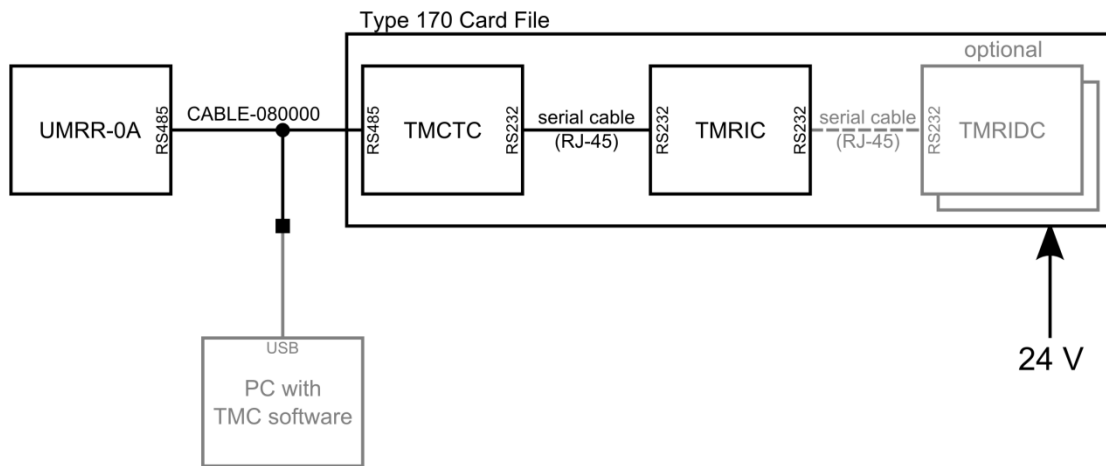 Type 170 Card File
optional
UMRR-0A
RS485
CABLE-080000
RS485
TMCTC
RS232
serial cable
(RJ-45)
RS232
TMRIC
RS232
serial cable
(RJ-45)
RS232
TMRIDC
24 V
USB
PC with
TMC software